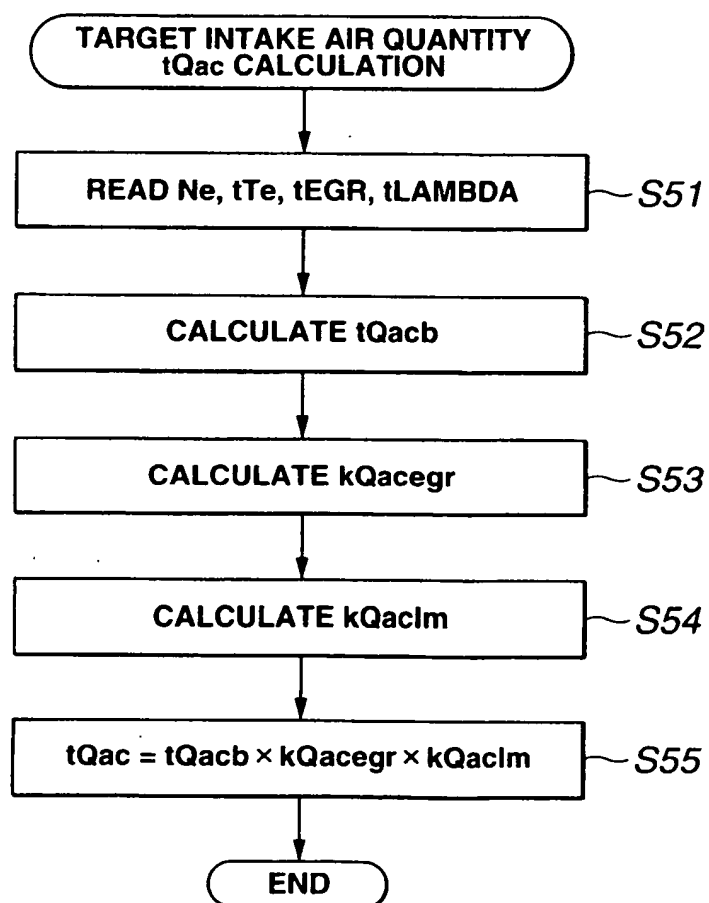 TARGET INTAKE AIR QUANTITY
tQac CALCULATION
READ Ne, tTe, tEGR, tLAMBDA
S51
CALCULATE tQacb
S52
CALCULATE kQacegr
S53
CALCULATE kQaclm
S54
tQac = tQacb × kQacegr × kQaclm
S55
END